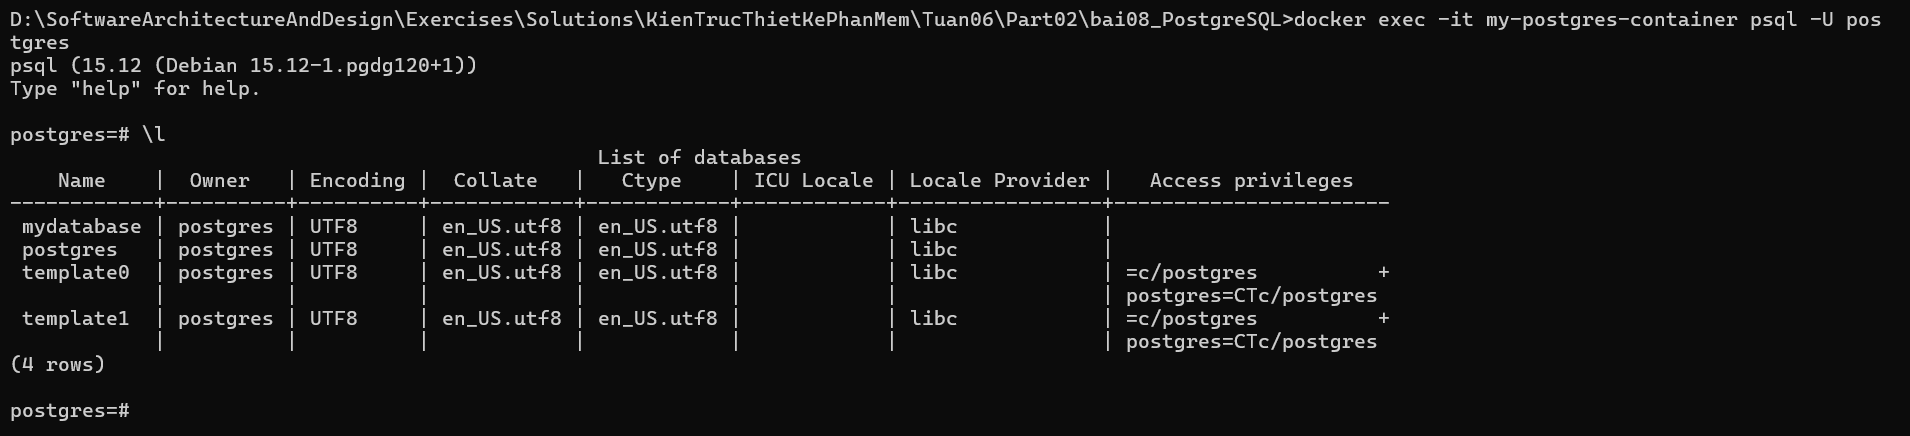 D:\SoftwareArchitectureAndDesign\Exercises\Solutions\KienTrucThietKePhanMem\Tuan06\Part02\bai08_PostgreSQL>docker exec -it my-postgres-container psql -U pos
tgres
psql (15.12 (Debian 15.12-1.pgdg120+1))
Type "help" for help.

postgres=# \l
                                                 List of databases
    Name    |  Owner   | Encoding |  Collate   |   Ctype    | ICU Locale | Locale Provider |   Access privileges
------------+----------+----------+------------+------------+------------+-----------------+-----------------------
 mydatabase | postgres | UTF8     | en_US.utf8 | en_US.utf8 |            | libc            |
 postgres   | postgres | UTF8     | en_US.utf8 | en_US.utf8 |            | libc            |
 template0  | postgres | UTF8     | en_US.utf8 | en_US.utf8 |            | libc            | =c/postgres          +
            |          |          |            |            |            |                 | postgres=CTc/postgres
 template1  | postgres | UTF8     | en_US.utf8 | en_US.utf8 |            | libc            | =c/postgres          +
            |          |          |            |            |            |                 | postgres=CTc/postgres
(4 rows)

postgres=#